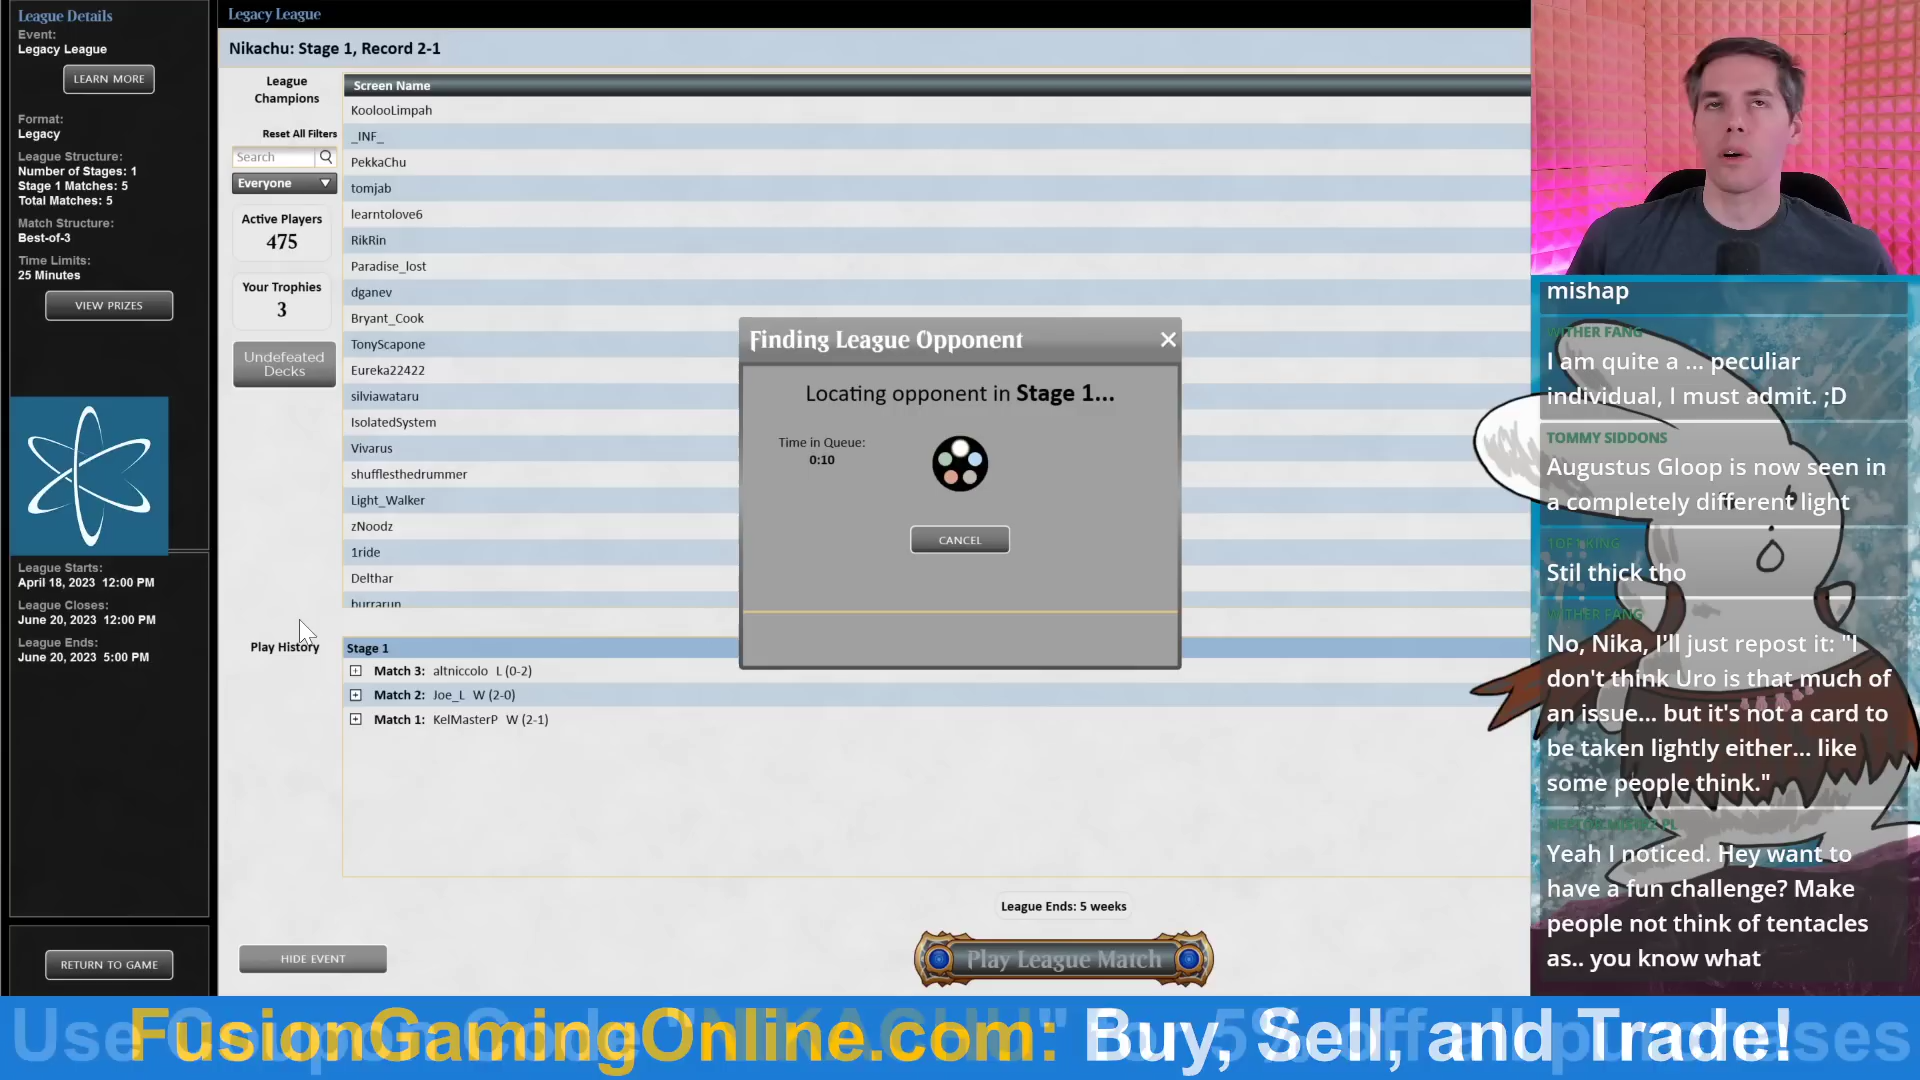 League Details
Event:
Legacy League
LEARN MORE
Format:
Legacy
League Structure:
Number of Stages: 1
Stage 1 Matches: 5
Total Matches: 5
Match Structure:
Best-of-3
Time Limits:
25 Minutes
VIEW PRIZES
League Starts:
April 18, 2023 12:00 PM
League Closes:
June 20, 2023 12:00 PM
League Ends:
June 20, 2023 5:00 PM
RETURN TO GAME
Legacy League
Nikachu: Stage 1, Record 2-1
League
Champions
Reset All Filters
Search
Everyone
Active Players
475
Your Trophies
3
Undefeated
Decks
Screen Name
KoolooLimpah
_INF_
PekkaChu
tomjab
learntolove6
RikRin
Paradise_lost
dganev
Bryant_Cook
TonyScapone
Eureka22422
silviawataru
IsolatedSystem
Vivarus
shufflesthedrummer
Light_Walker
zNoodz
1ride
Delthar
burrarun
Finding League Opponent
Locating opponent in Stage 1...
Time in Queue:
0:10
CANCEL
Play History
Stage 1
Match 3: altniccolo L (0-2)
Match 2: Joe_L W (2-0)
Match 1: KelMasterP W (2-1)
League Ends: 5 weeks
HIDE EVENT
Play League Match
mishap
WITHER FANG
I am quite a ... peculiar
individual, I must admit. ;D
TOMMY SIDDONS
Augustus Gloop is now seen in
a completely different light
1OF1 KING
Stil thick tho
WITHER FANG
No, Nika, I'll just repost it: "I
don't think Uro is that much of
an issue... but it's not a card to
be taken lightly either... like
some people think."
Yeah I noticed. Hey want to
have a fun challenge? Make
people not think of tentacles
as.. you know what
FusionGamingOnline.com: Buy, Sell, and Trade!